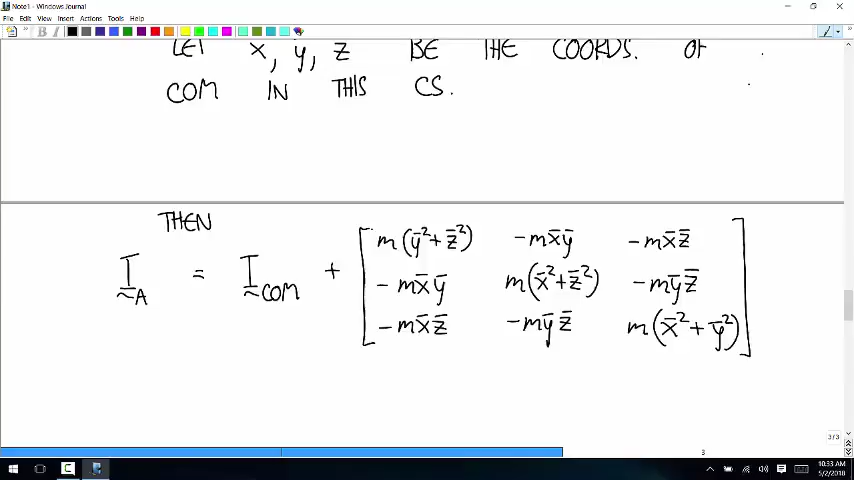 Note1 - Windows Journal
File Edit View Insert Actions Tools Help
B I
LET x̄, ȳ, z̄ BE THE COORDS. OF
COM IN THIS CS.
THEN
I_A = I_COM + [ m(ȳ²+z̄²) -mx̄ȳ -mx̄z̄
-mx̄ȳ m(x̄²+z̄²) -mȳz̄
-mx̄z̄ -mȳz̄ m(x̄²+ȳ²) ]
3/3
3
10:33 AM
5/2/2018